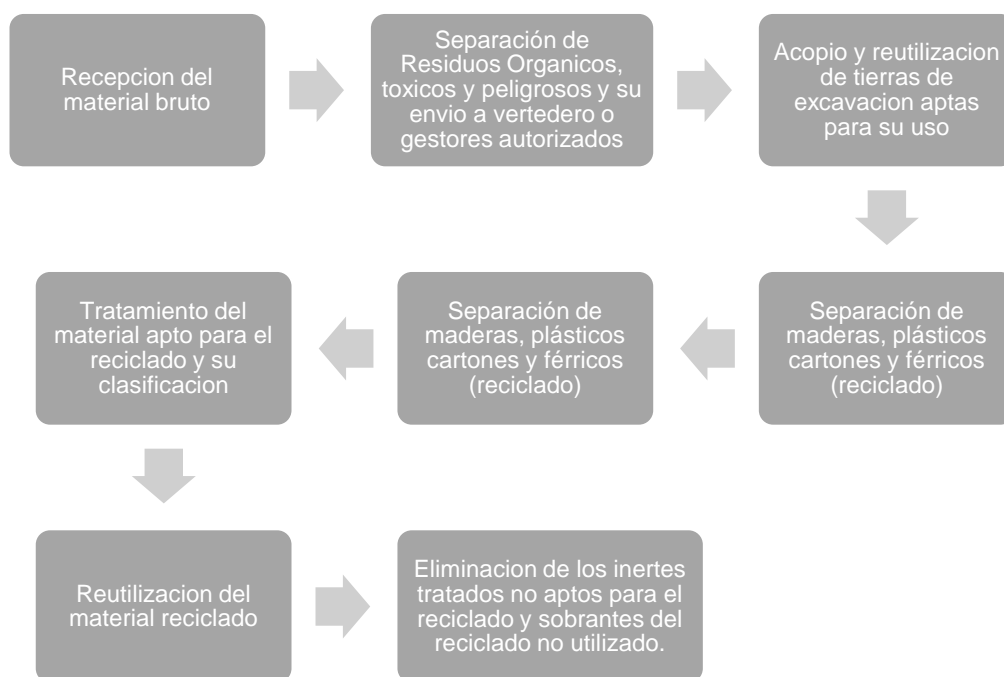 Recepcion del
material bruto
Separación de
Residuos Organicos,
toxicos y peligrosos y su
envio a vertedero o
gestores autorizados
Acopio y reutilizacion
de tierras de
excavacion aptas
para su uso
Separación de
maderas, plásticos
cartones y férricos
(reciclado)
Separación de
maderas, plásticos
cartones y férricos
(reciclado)
Tratamiento del
material apto para el
reciclado y su
clasificacion
Reutilizacion del
material reciclado
Eliminacion de los inertes
tratados no aptos para el
reciclado y sobrantes del
reciclado no utilizado.